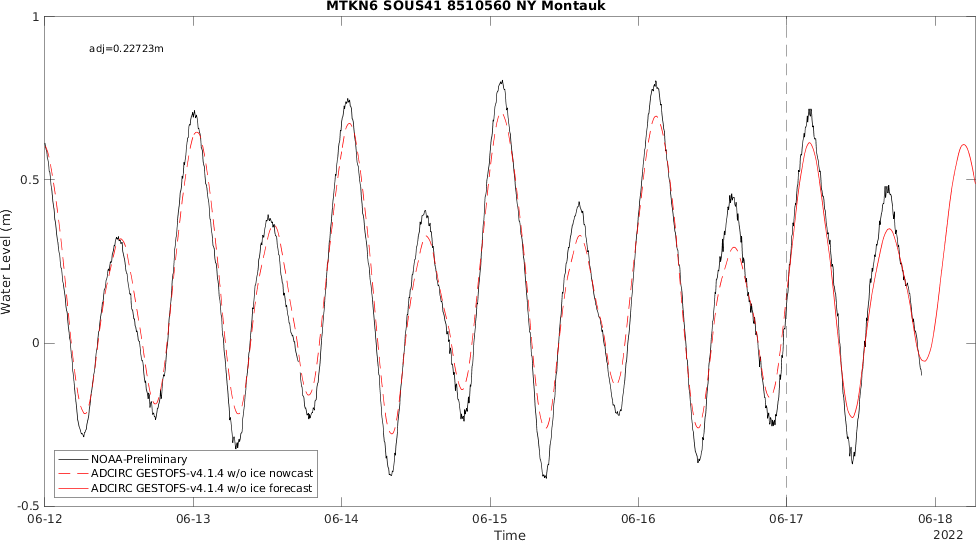 MTKN6 SOUS41 8510560 NY Montauk
adj=0.22723m
Water Level (m)
1
0.5
0
-0.5
NOAA-Preliminary
ADCIRC GESTOFS-v4.1.4 w/o ice nowcast
ADCIRC GESTOFS-v4.1.4 w/o ice forecast
06-12 06-13 06-14 06-15 06-16 06-17 06-18
Time
2022